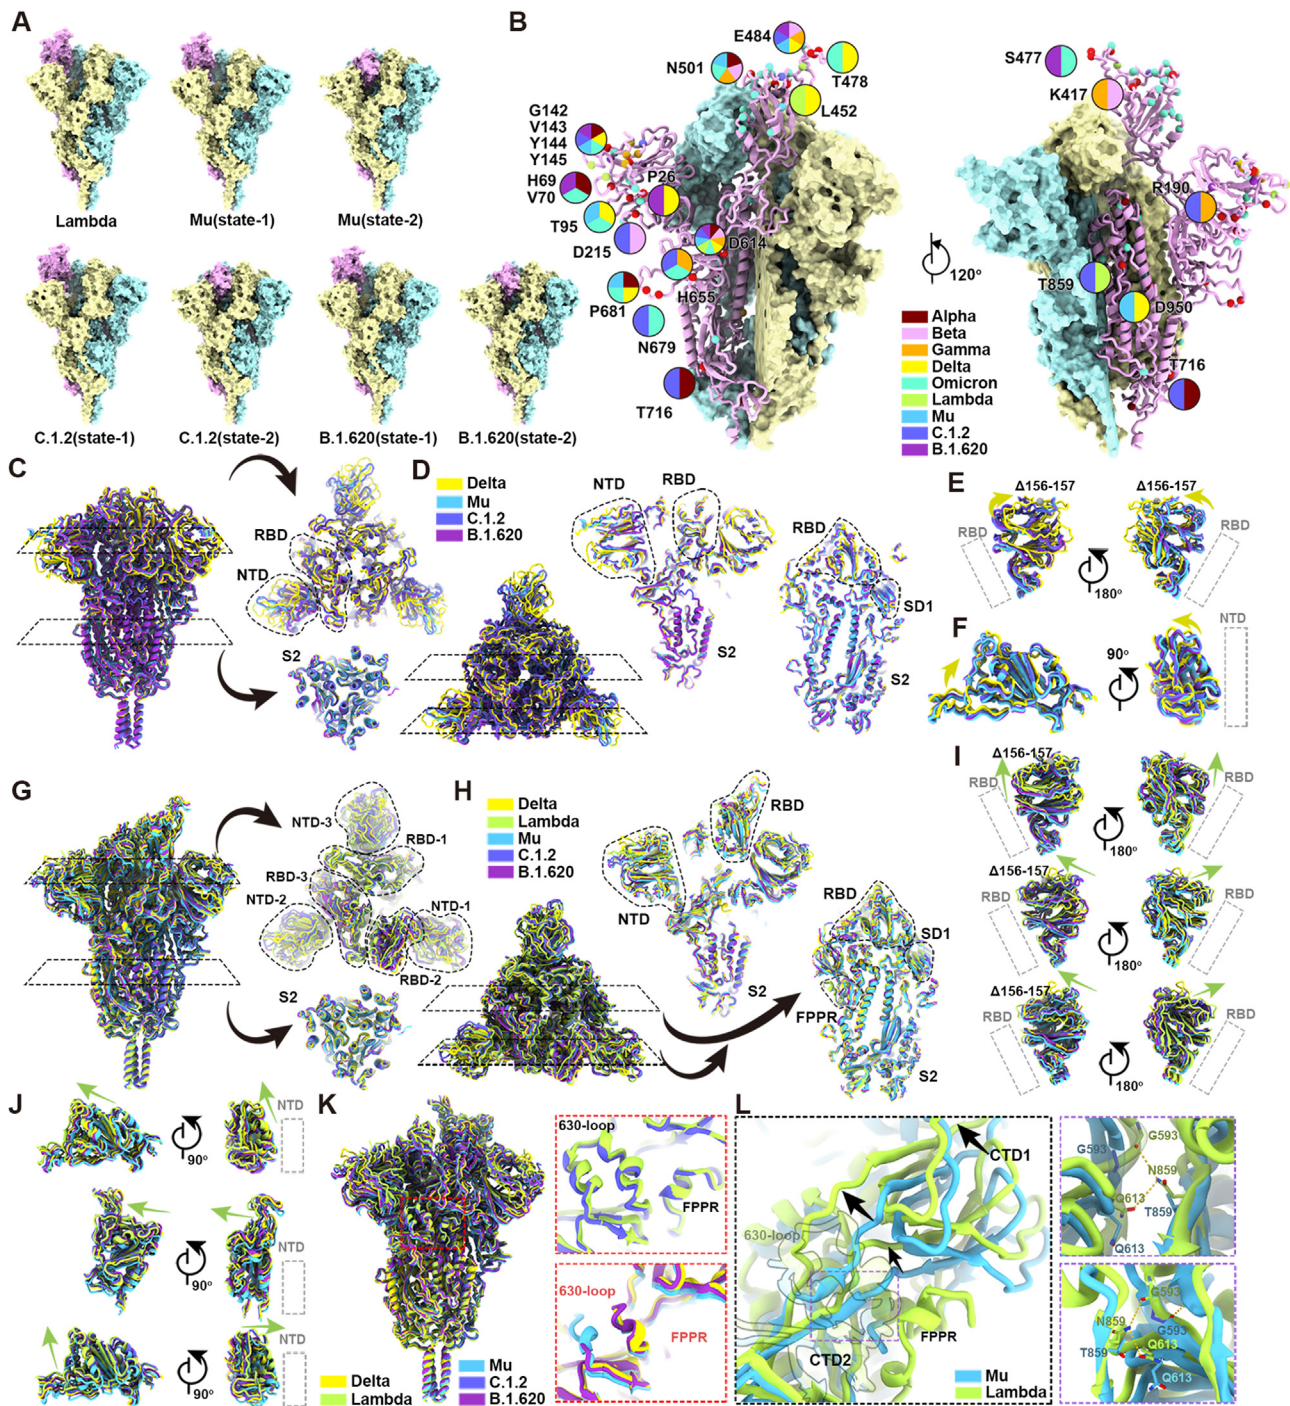 A
Lambda
Mu(state-1)
Mu(state-2)
C.1.2(state-1)
C.1.2(state-2)
B.1.620(state-1)
B.1.620(state-2)
B
E484
N501
T478
L452
G142
V143
Y144
Y145
H69
V70
P26
T95
D215
D614
H655
P681
N679
T716
120°
S477
K417
R190
T859
D950
T716
Alpha
Beta
Gamma
Delta
Omicron
Lambda
Mu
C.1.2
B.1.620
C
RBD
NTD
S2
D
Delta
Mu
C.1.2
B.1.620
NTD
RBD
S2
RBD
SD1
S2
E
Δ156-157
Δ156-157
RBD
RBD
180°
F
90°
NTD
G
NTD-3
RBD-1
RBD-3
NTD-2
NTD-1
RBD-2
S2
H
Delta
Lambda
Mu
C.1.2
B.1.620
RBD
NTD
S2
RBD
SD1
FPPR
S2
I
Δ156-157
RBD
RBD
180°
Δ156-157
RBD
RBD
180°
Δ156-157
RBD
RBD
180°
J
NTD
90°
NTD
90°
NTD
90°
K
Delta
Lambda
Mu
C.1.2
B.1.620
630-loop
FPPR
630-loop
FPPR
L
CTD1
630-loop
FPPR
CTD2
Mu
Lambda
G593
G593
N859
Q613
T859
Q613
G593
N859
G593
T859
Q613
Q613